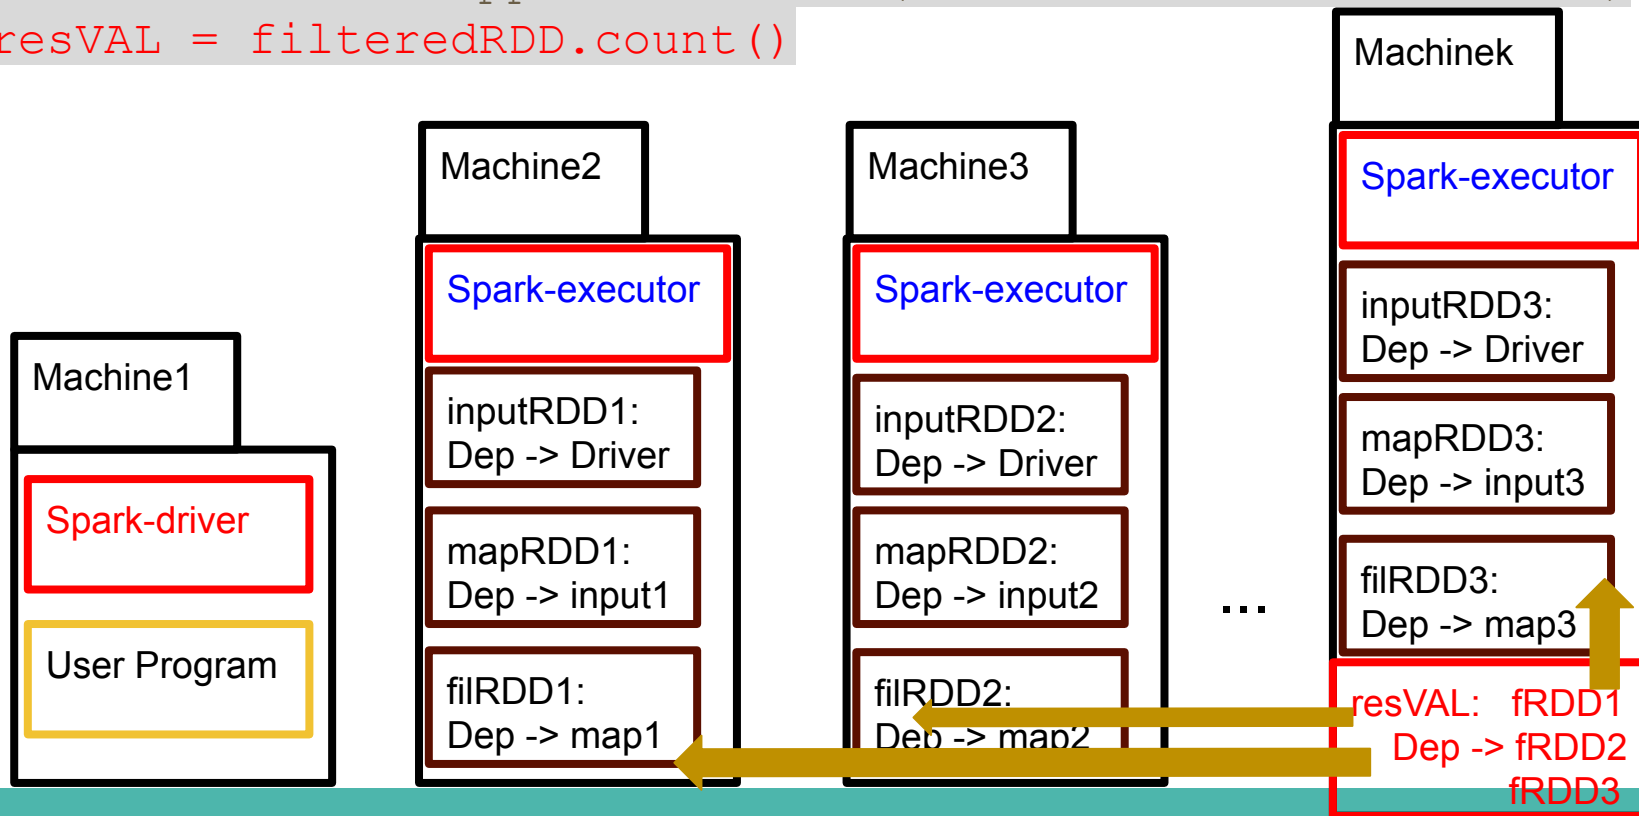 resVAL = filteredRDD.count()
Machine1
Spark-driver
User Program
Machine2
Spark-executor
inputRDD1:
Dep -> Driver
mapRDD1:
Dep -> input1
filRDD1:
Dep -> map1
Machine3
Spark-executor
inputRDD2:
Dep -> Driver
mapRDD2:
Dep -> input2
filRDD2:
Dep -> map2
...
Machinek
Spark-executor
inputRDD3:
Dep -> Driver
mapRDD3:
Dep -> input3
filRDD3:
Dep -> map3
resVAL: fRDD1
Dep -> fRDD2
fRDD3